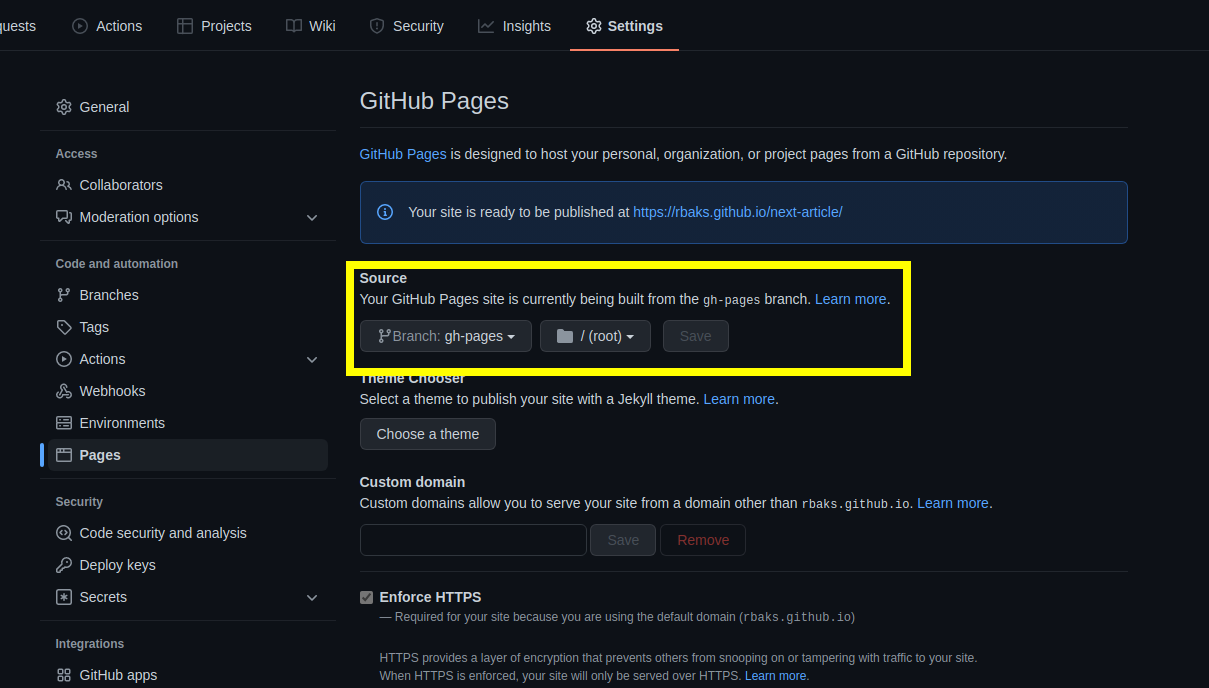 uests Actions Projects Wiki Security Insights Settings
General
Access
Collaborators
Moderation options
Code and automation
Branches
Tags
Actions
Webhooks
Environments
Pages
Security
Code security and analysis
Deploy keys
Secrets
Integrations
GitHub apps
GitHub Pages
GitHub Pages is designed to host your personal, organization, or project pages from a GitHub repository.
Your site is ready to be published at https://rbaks.github.io/next-article/
Source
Your GitHub Pages site is currently being built from the gh-pages branch. Learn more.
Branch: gh-pages / (root) Save
Theme Chooser
Select a theme to publish your site with a Jekyll theme. Learn more.
Choose a theme
Custom domain
Custom domains allow you to serve your site from a domain other than rbaks.github.io. Learn more.
Save Remove
Enforce HTTPS
— Required for your site because you are using the default domain (rbaks.github.io)
HTTPS provides a layer of encryption that prevents others from snooping on or tampering with traffic to your site.
When HTTPS is enforced, your site will only be served over HTTPS. Learn more.